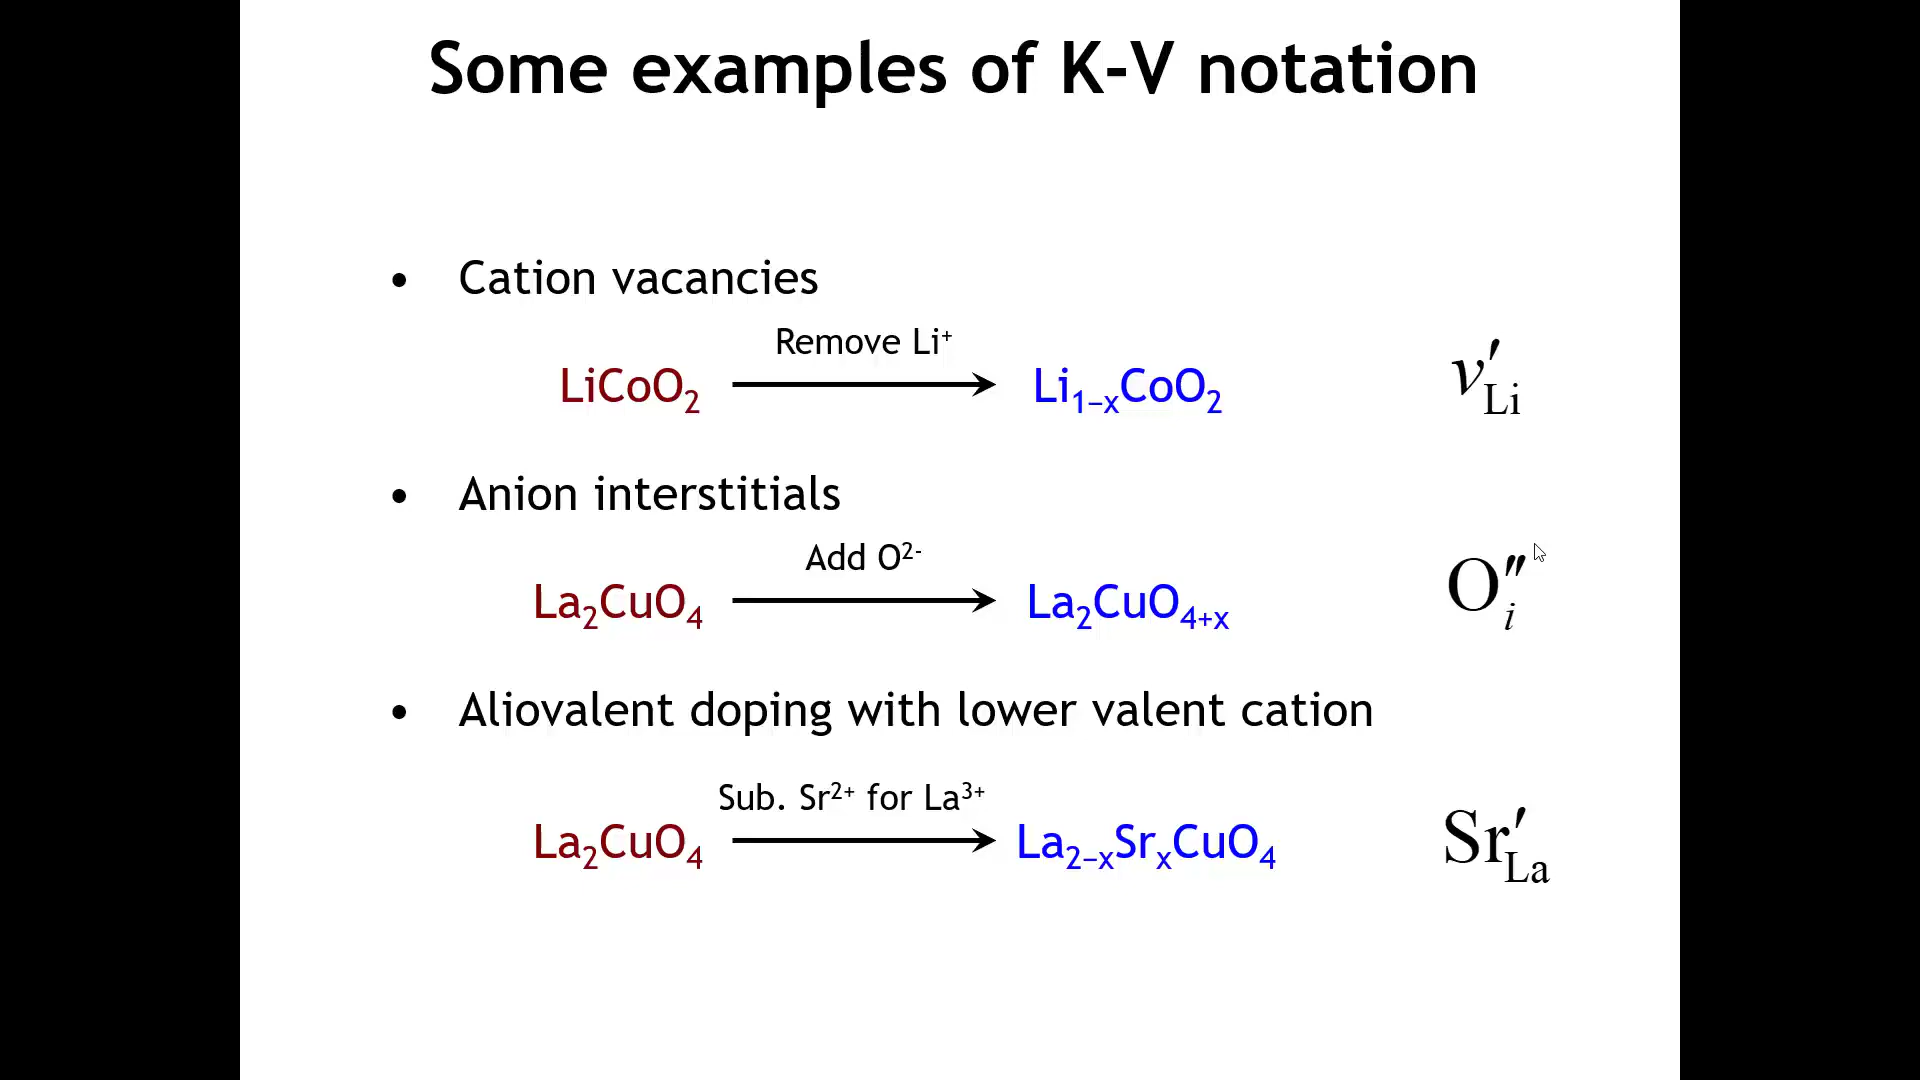 Some examples of K-V notation
• Cation vacancies
Remove Li⁺
LiCoO₂ → Li₁₋ₓCoO₂ v′Li
• Anion interstitials
Add O²⁻
La₂CuO₄ → La₂CuO₄₊ₓ O″i
• Aliovalent doping with lower valent cation
Sub. Sr²⁺ for La³⁺
La₂CuO₄ → La₂₋ₓSrₓCuO₄ Sr′La